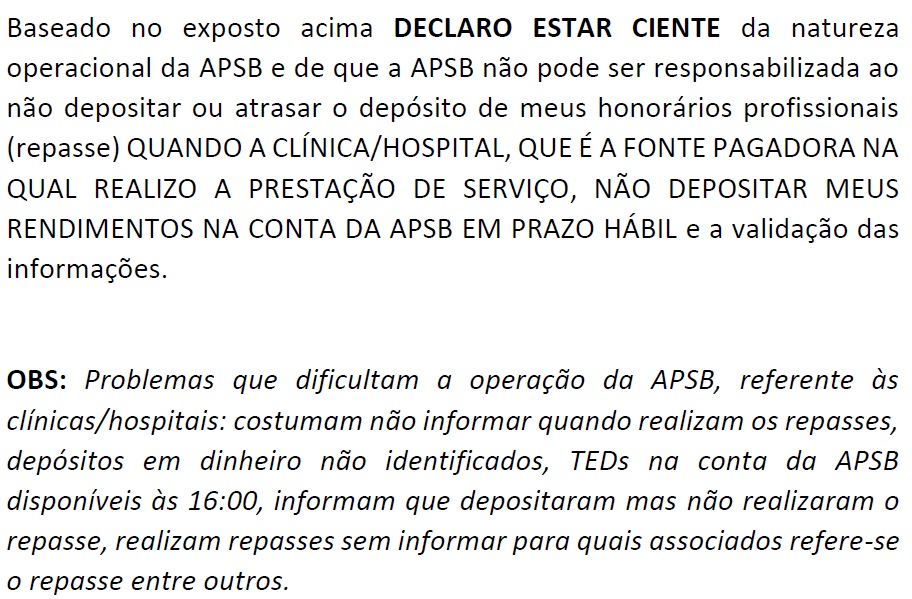 Baseado no exposto acima DECLARO ESTAR CIENTE da natureza
operacional da APSB e de que a APSB não pode ser responsabilizada ao
não depositar ou atrasar o depósito de meus honorários profissionais
(repasse) QUANDO A CLÍNICA/HOSPITAL, QUE É A FONTE PAGADORA NA
QUAL REALIZO A PRESTAÇÃO DE SERVIÇO, NÃO DEPOSITAR MEUS
RENDIMENTOS NA CONTA DA APSB EM PRAZO HÁBIL e a validação das
informações.
OBS: Problemas que dificultam a operação da APSB, referente às
clínicas/hospitais: costumam não informar quando realizam os repasses,
depósitos em dinheiro não identificados, TEDs na conta da APSB
disponíveis às 16:00, informam que depositaram mas não realizaram o
repasse, realizam repasses sem informar para quais associados refere-se
o repasse entre outros.